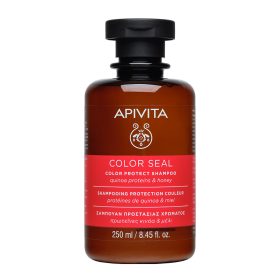 APIVITA
COLOR SEAL
COLOR PROTECT SHAMPOO
quinoa proteins & honey
SHAMPOOING PROTECTION COULEUR
protéines de quinoa & miel
ΣΑΜΠΟΥΑΝ ΠΡΟΣΤΑΣΙΑΣ ΧΡΩΜΑΤΟΣ
πρωτεΐνες κινόα & μέλι
250 ml / 8.45 fl. oz.